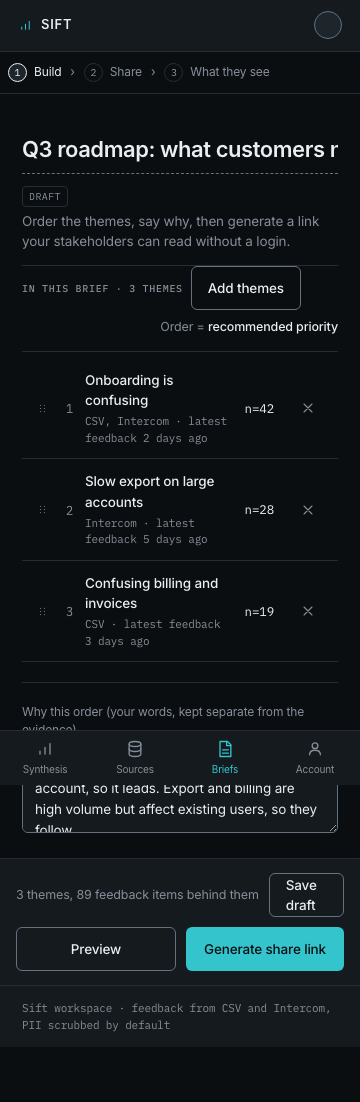 SIFT
1 Build › 2 Share › 3 What they see
Q3 roadmap: what customers r
DRAFT
Order the themes, say why, then generate a link
your stakeholders can read without a login.
IN THIS BRIEF · 3 THEMES
Add themes
Order = recommended priority
1
Onboarding is
confusing
CSV, Intercom · latest
feedback 2 days ago
n=42
2
Slow export on large
accounts
Intercom · latest
feedback 5 days ago
n=28
3
Confusing billing and
invoices
CSV · latest feedback
3 days ago
n=19
Why this order (your words, kept separate from the
evidence)
Synthesis
Sources
Briefs
Account
account, so it leads. Export and billing are
high volume but affect existing users, so they
follow
3 themes, 89 feedback items behind them
Save
draft
Preview
Generate share link
Sift workspace · feedback from CSV and Intercom,
PII scrubbed by default